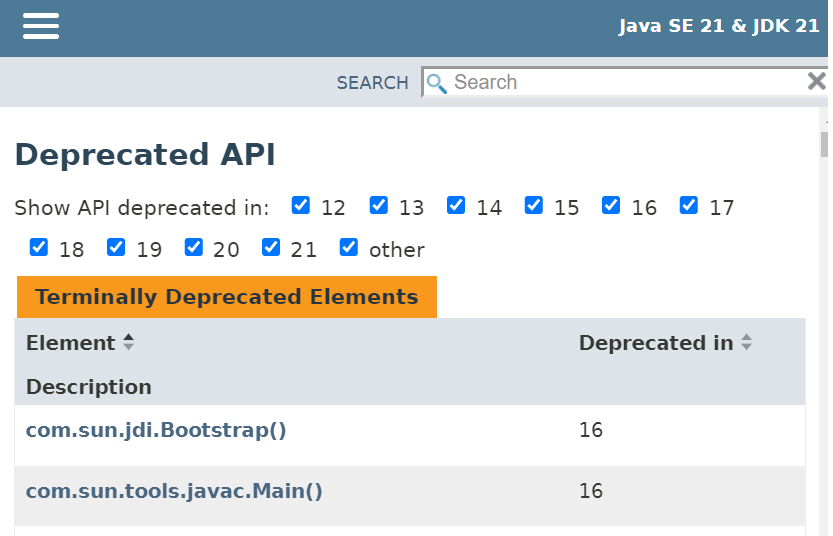 Java SE 21 & JDK 21
SEARCH Search
Deprecated API
Show API deprecated in: 12 13 14 15 16 17
18 19 20 21 other
Terminally Deprecated Elements
Element Deprecated in
Description
com.sun.jdi.Bootstrap() 16
com.sun.tools.javac.Main() 16